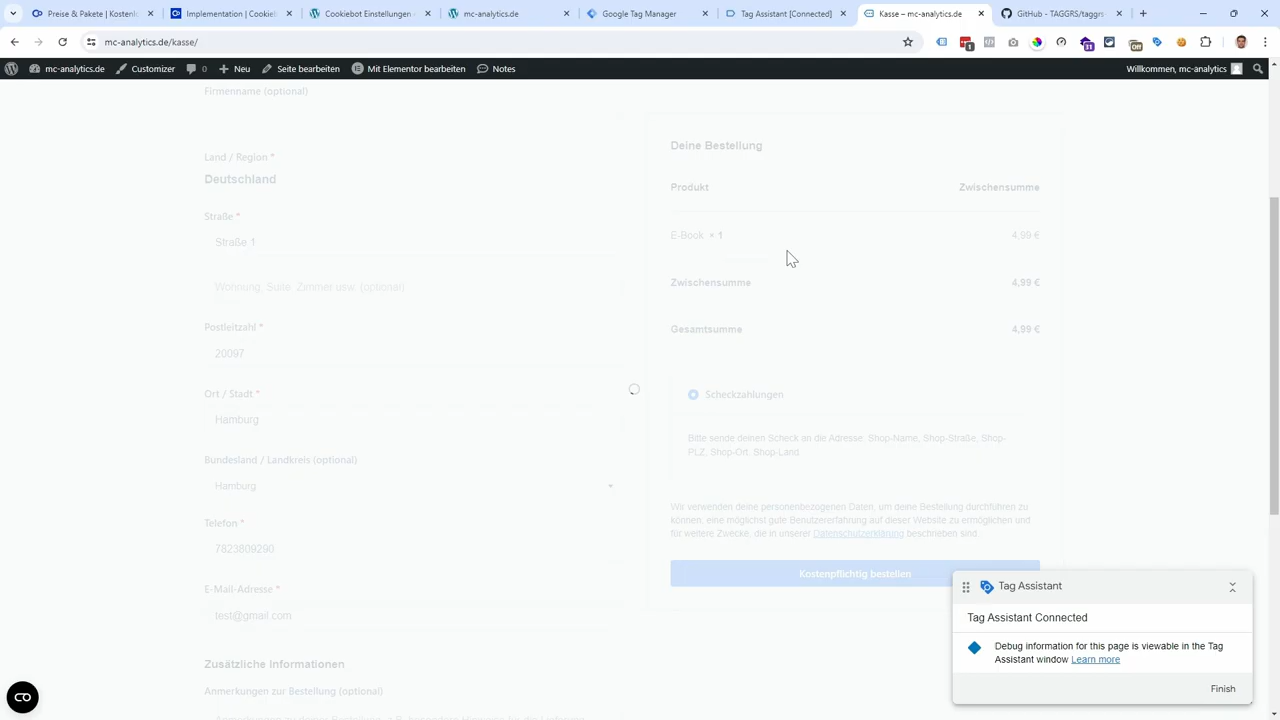 Preise & Pakete | Kostenl
Implementation | Cookieb
Cookiebot Einstellungen ‹
mc-analytics.de
Google Tag Manager
Tag Assistant [Connected]
Kasse – mc-analytics.de
GitHub - TAGGRS/taggrs-
mc-analytics.de/kasse/
1
11
Off
mc-analytics.de
Customizer
0
Neu
Seite bearbeiten
Mit Elementor bearbeiten
Notes
Willkommen, mc-analytics
Firmenname (optional)
Land / Region *
Deutschland
Straße *
Straße 1
Wohnung, Suite, Zimmer usw. (optional)
Postleitzahl *
20097
Ort / Stadt *
Hamburg
Bundesland / Landkreis (optional)
Hamburg
Telefon *
7823809290
E-Mail-Adresse *
test@gmail.com
Zusätzliche Informationen
Anmerkungen zur Bestellung (optional)
Deine Bestellung
Produkt Zwischensumme
E-Book × 1 4,99 €
Zwischensumme 4,99 €
Gesamtsumme 4,99 €
Scheckzahlungen
Bitte sende deinen Scheck an die Adresse: Shop-Name, Shop-Straße, Shop-
PLZ, Shop-Ort, Shop-Land.
Wir verwenden deine personenbezogenen Daten, um deine Bestellung durchführen zu
können, eine möglichst gute Benutzererfahrung auf dieser Website zu ermöglichen und
für weitere Zwecke, die in unserer Datenschutzerklärung beschrieben sind.
Kostenpflichtig bestellen
Tag Assistant
Tag Assistant Connected
Debug information for this page is viewable in the Tag
Assistant window Learn more
Finish